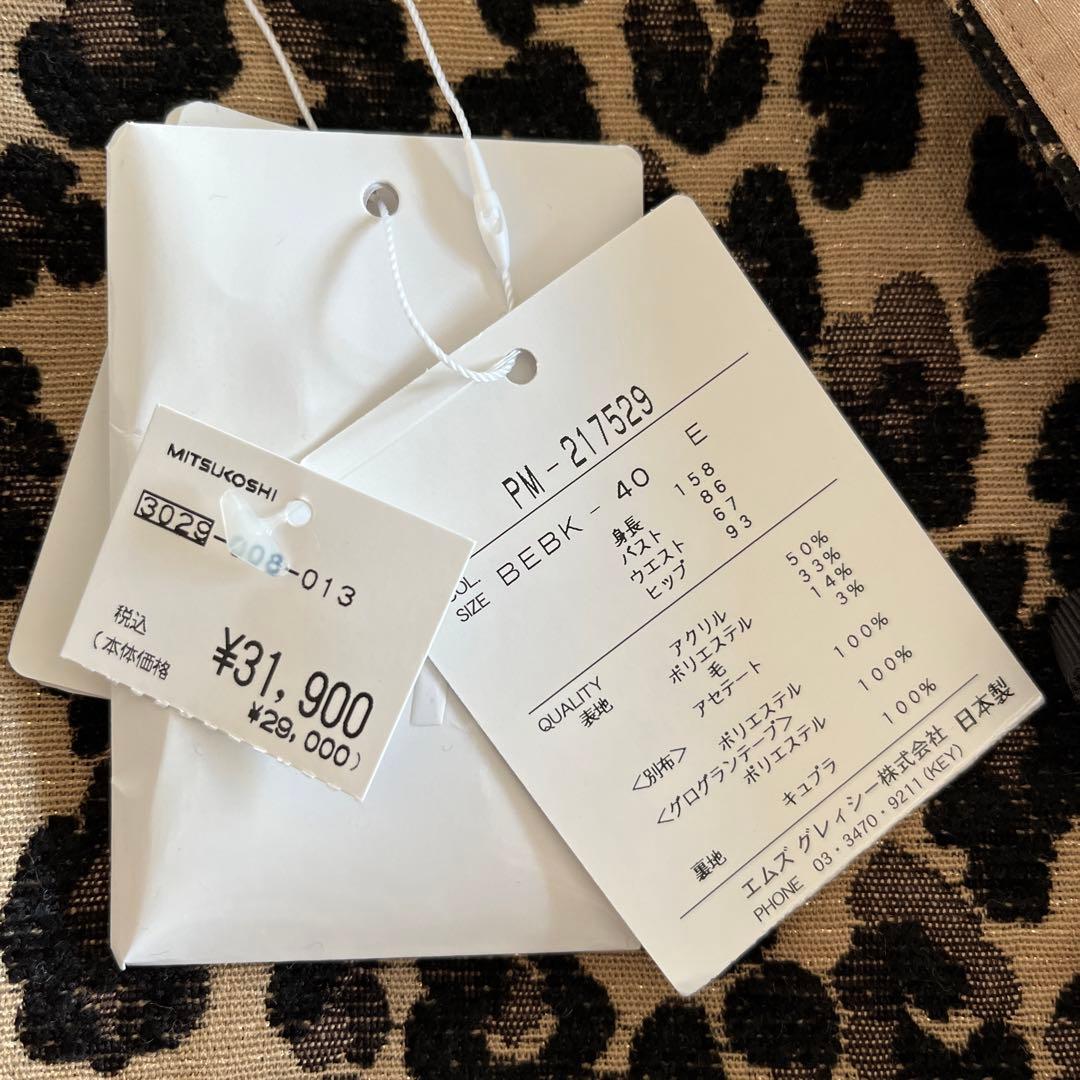 MITSUKOSHI
3029-008-013
税込 ¥31,900
(本体価格 ¥29,000)
PM-217529
COL.
SIZE BEBK-40 E
身長 158
バスト 86
ウエスト 67
ヒップ 93
QUALITY
表地 アクリル 50%
ポリエステル 33%
毛 14%
アセテート 3%
<別布> ポリエステル 100%
<グログランテープ>
ポリエステル 100%
裏地 キュプラ 100%
エムズ グレィシー株式会社 日本製
PHONE 03・3470・9211(KEY)